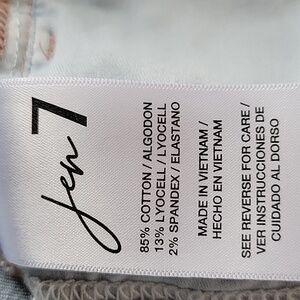 jen7
85% COTTON / ALGODON
13% LYOCELL / LYOCELL
2% SPANDEX / ELASTANO
MADE IN VIETNAM /
HECHO EN VIETNAM
SEE REVERSE FOR CARE /
VER INSTRUCCIONES DE
CUIDADO AL DORSO